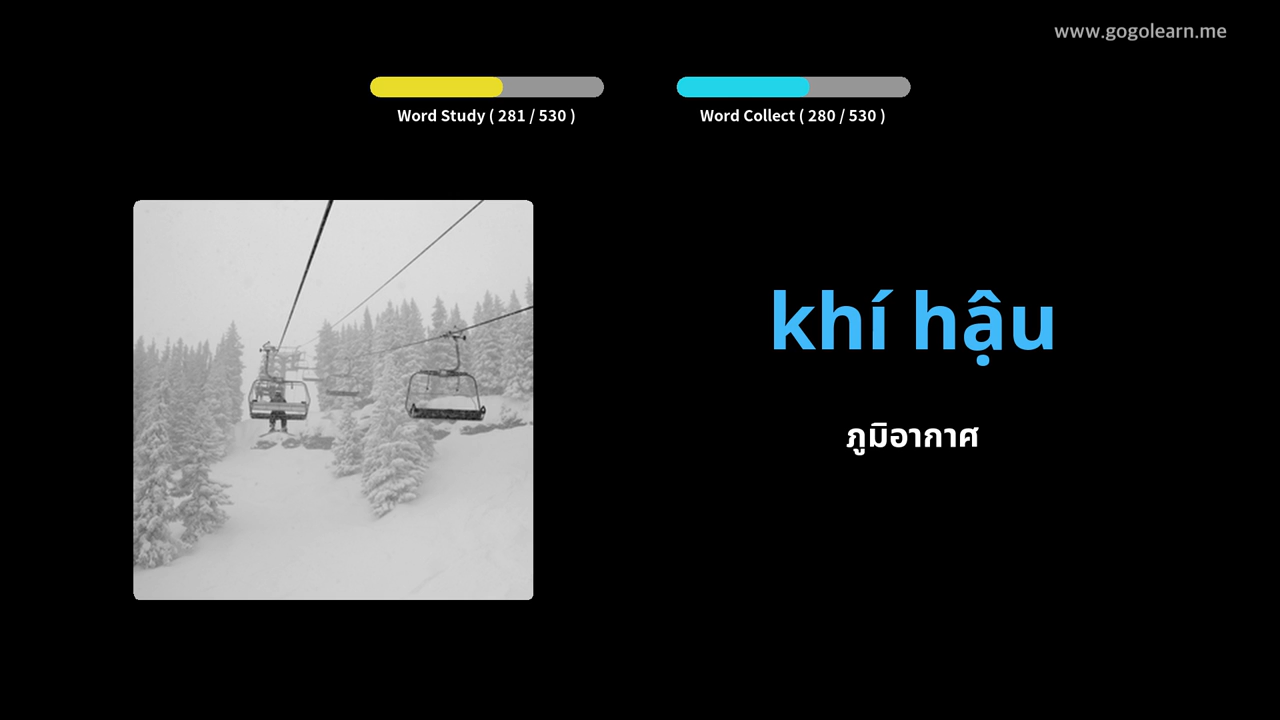 www.gogolearn.me
Word Study ( 281 / 530 )
Word Collect ( 280 / 530 )
khí hậu
ภูมิอากาศ